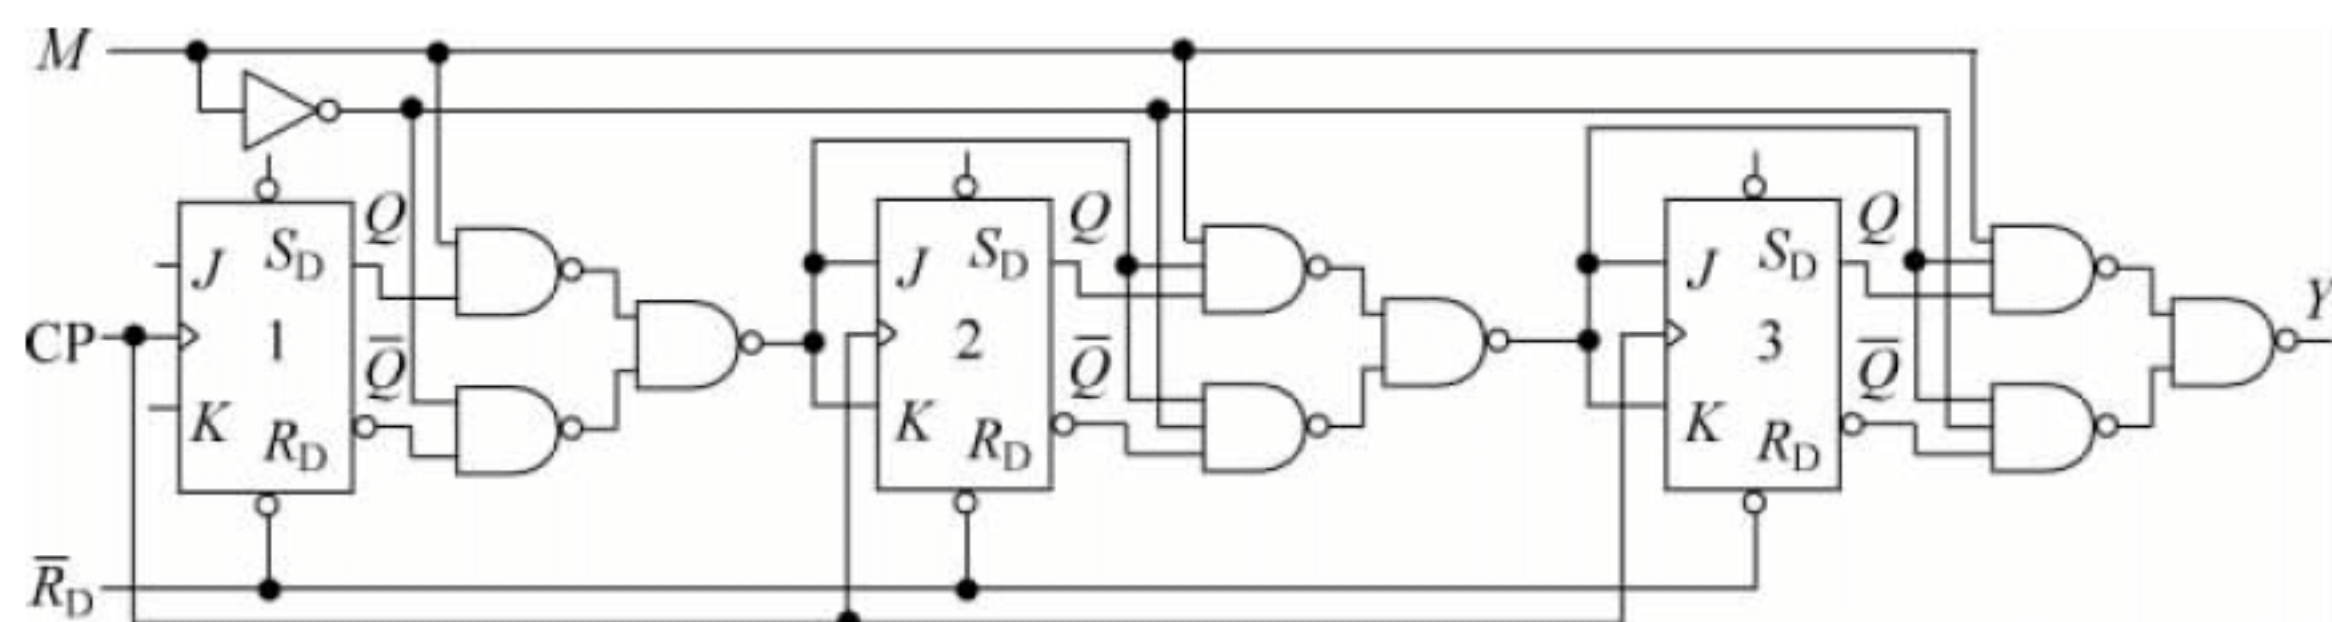 M
Q Q Q Y
J S_D J S_D J S_D
CP 1 2 3
Q̅ Q̅ Q̅
K R_D K R_D K R_D
R̅_D